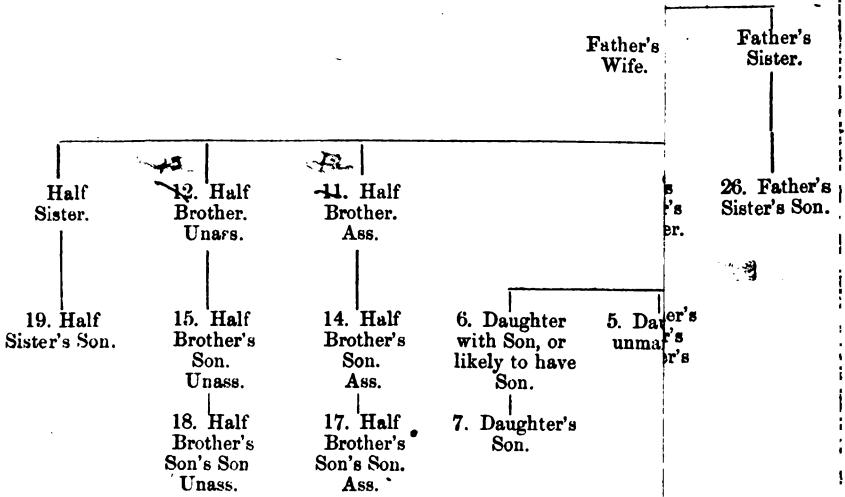 Father's
Wife.
Father's
Sister.
Half
Sister.
12. Half
Brother.
Unass.
11. Half
Brother.
Ass.
26. Father's
Sister's Son.
19. Half
Sister's Son.
15. Half
Brother's
Son.
Unass.
14. Half
Brother's
Son.
Ass.
6. Daughter
with Son, or
likely to have
Son.
5.
18. Half
Brother's
Son's Son
Unass.
17. Half
Brother's
Son's Son.
Ass.
7. Daughter's
Son.